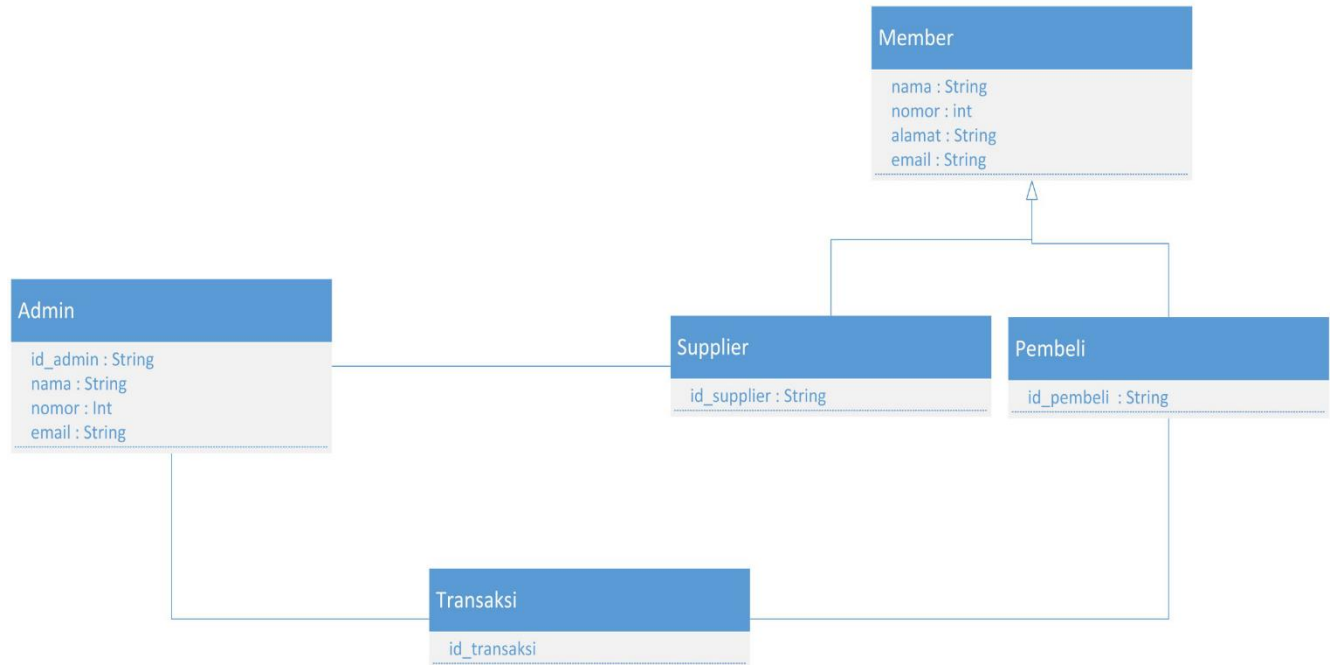 Member
nama : String
nomor : int
alamat : String
email : String
Admin
id_admin : String
nama : String
nomor : Int
email : String
Supplier
id_supplier : String
Pembeli
id_pembeli : String
Transaksi
id_transaksi